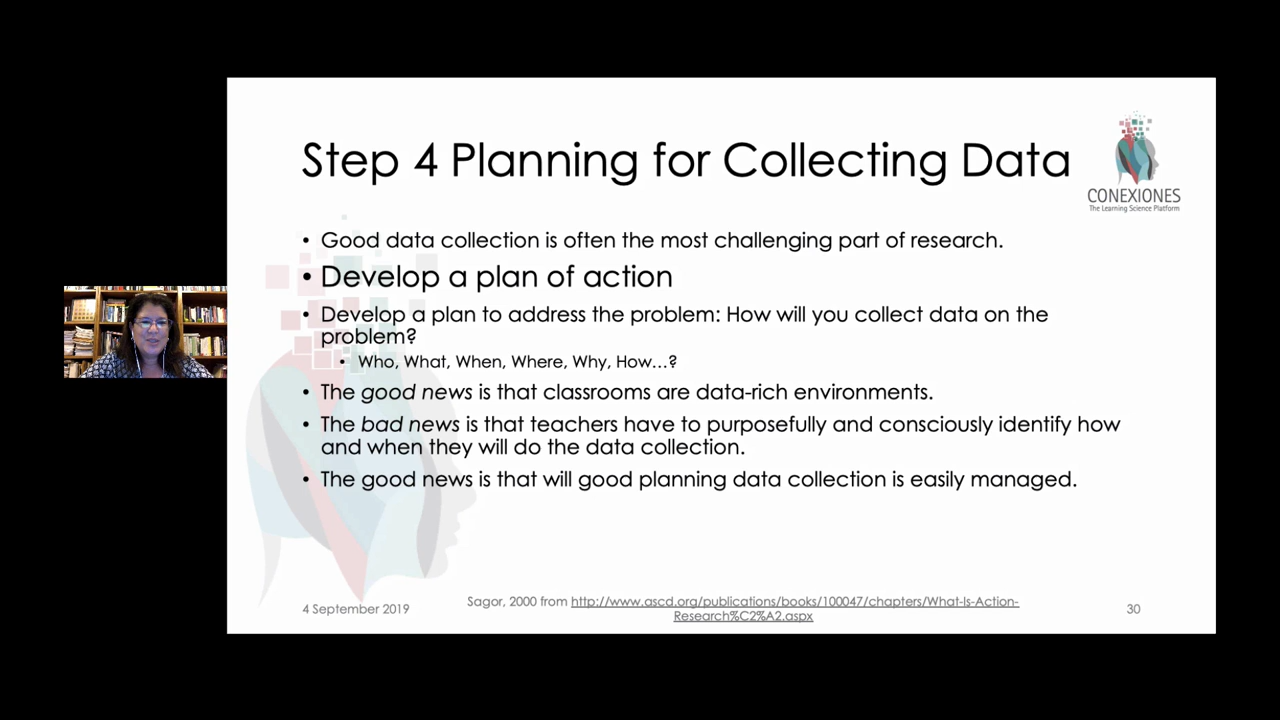 Step 4 Planning for Collecting Data
CONEXIONES
The Learning Science Platform
• Good data collection is often the most challenging part of research.
• Develop a plan of action
• Develop a plan to address the problem: How will you collect data on the
problem?
• Who, What, When, Where, Why, How...?
• The good news is that classrooms are data-rich environments.
• The bad news is that teachers have to purposefully and consciously identify how
and when they will do the data collection.
• The good news is that will good planning data collection is easily managed.
4 September 2019
Sagor, 2000 from http://www.ascd.org/publications/books/100047/chapters/What-Is-Action-
Research%C2%A2.aspx
30